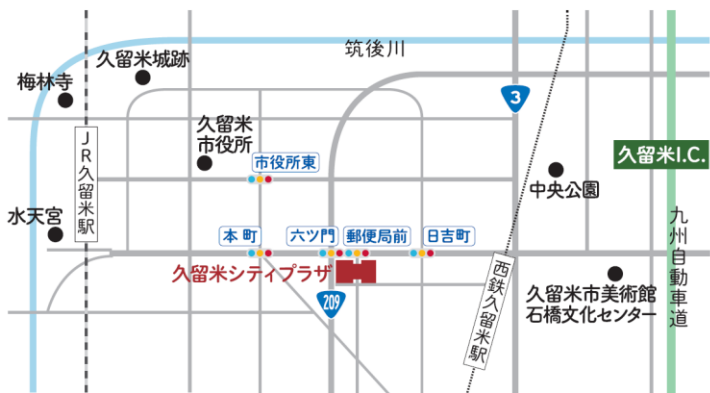 筑後川
久留米城跡
梅林寺
3
久留米
市役所
JR久留米駅
市役所東
久留米I.C.
中央公園
水天宮
本町
六ツ門
郵便局前
日吉町
九州自動車道
久留米シティプラザ
西鉄久留米駅
209
久留米市美術館
石橋文化センター